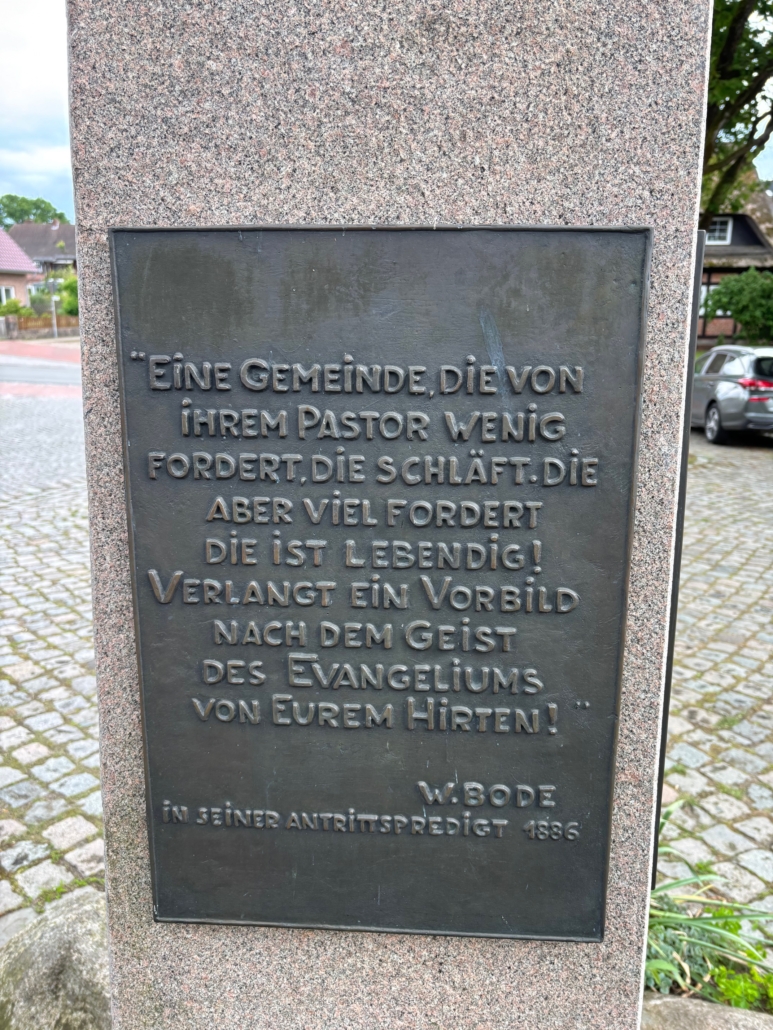 "EINE GEMEINDE, DIE VON
IHREM PASTOR WENIG
FORDERT, DIE SCHLÄFT. DIE
ABER VIEL FORDERT
DIE IST LEBENDIG!
VERLANGT EIN VORBILD
NACH DEM GEIST
DES EVANGELIUMS
VON EUREM HIRTEN!"
W. BODE
IN SEINER ANTRITTSPREDIGT 1886